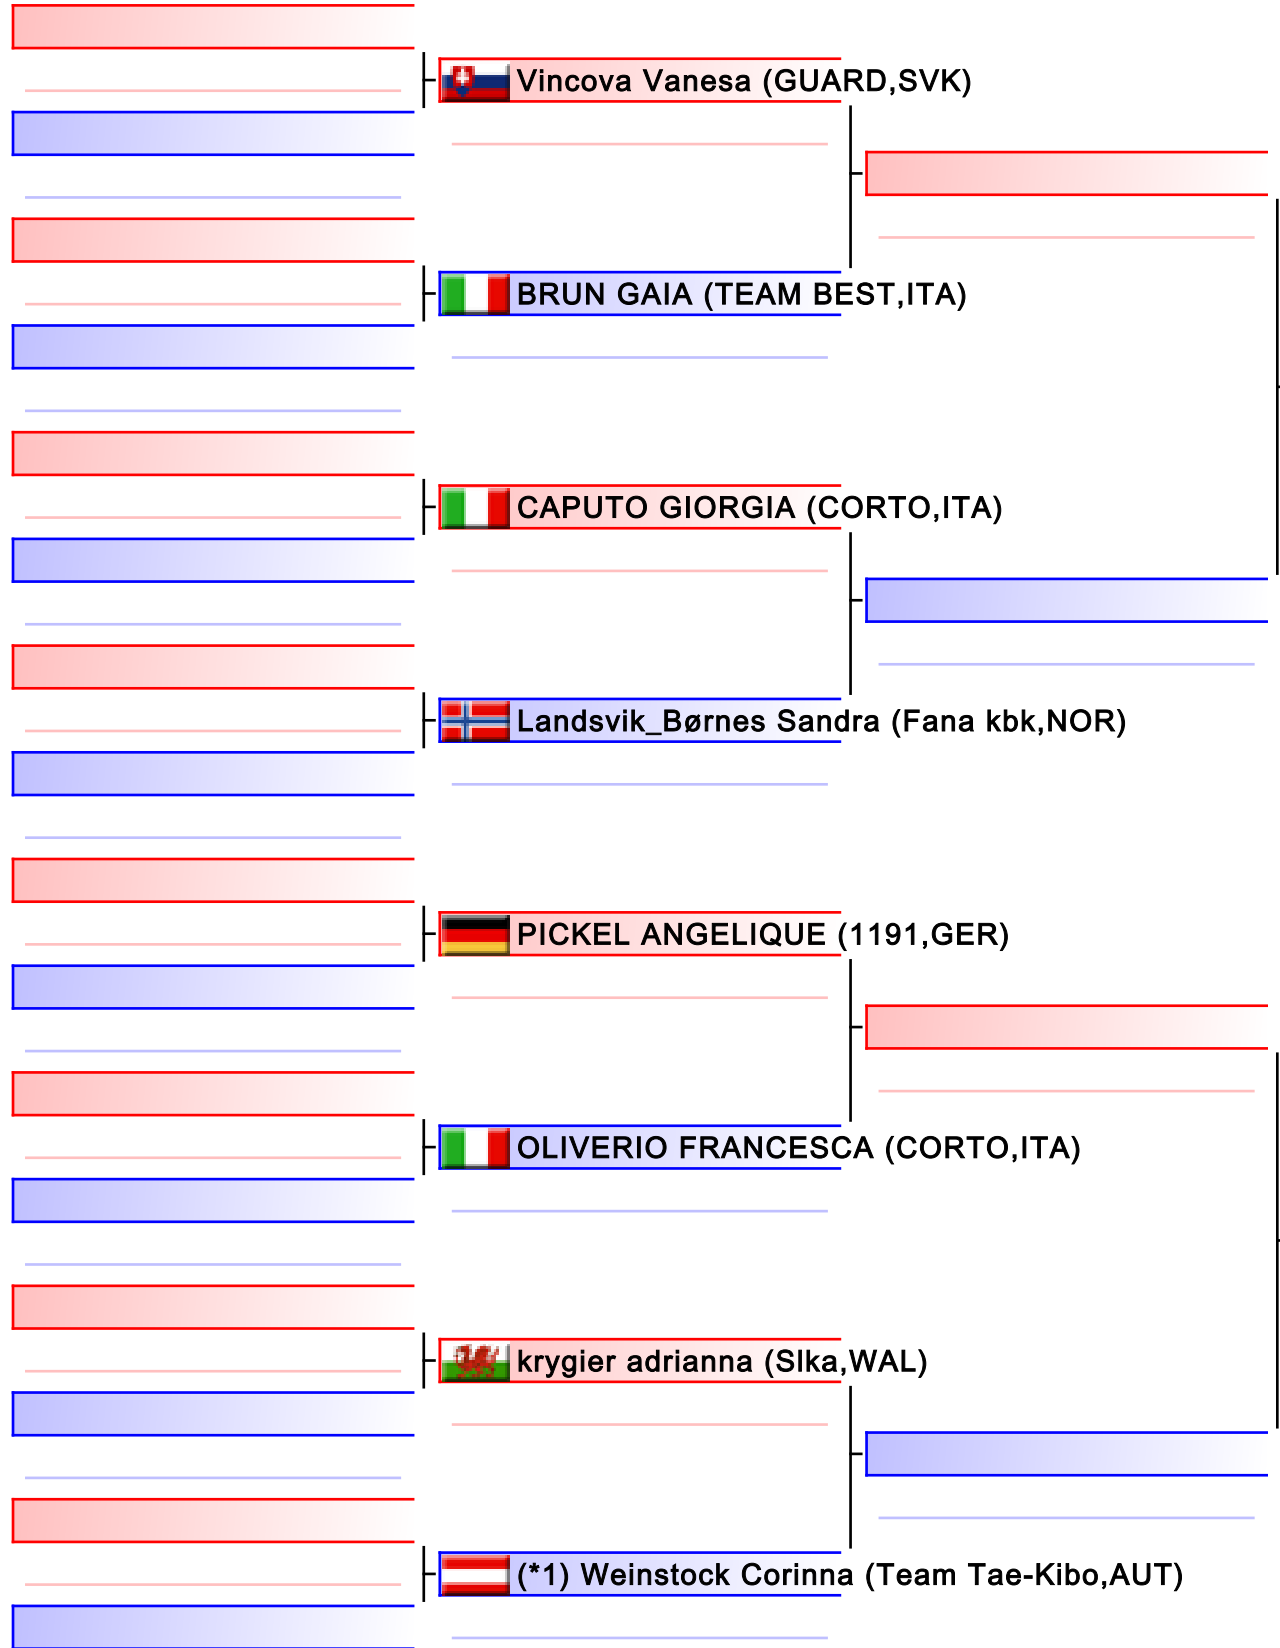 Vincova Vanesa (GUARD,SVK)
BRUN GAIA (TEAM BEST,ITA)
CAPUTO GIORGIA (CORTO,ITA)
Landsvik_Børnes Sandra (Fana kbk,NOR)
PICKEL ANGELIQUE (1191,GER)
OLIVERIO FRANCESCA (CORTO,ITA)
krygier adrianna (SIka,WAL)
(*1) Weinstock Corinna (Team Tae-Kibo,AUT)